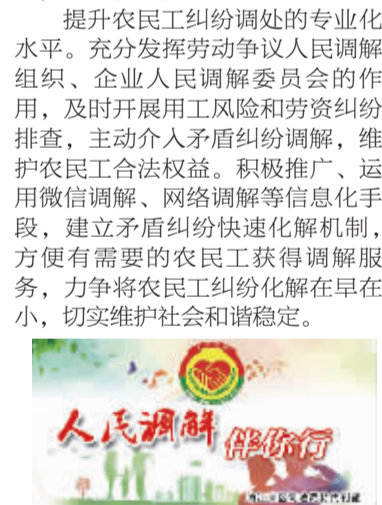 提升农民工纠纷调处的专业化
水平。充分发挥劳动争议人民调解
组织、企业人民调解委员会的作
用，及时开展用工风险和劳资纠纷
排查，主动介入矛盾纠纷调解，维
护农民工合法权益。积极推广、运
用微信调解、网络调解等信息化手
段，建立矛盾纠纷快速化解机制，
方便有需要的农民工获得调解服
务，力争将农民工纠纷化解在早在
小，切实维护社会和谐稳定。
人民调解 伴你行